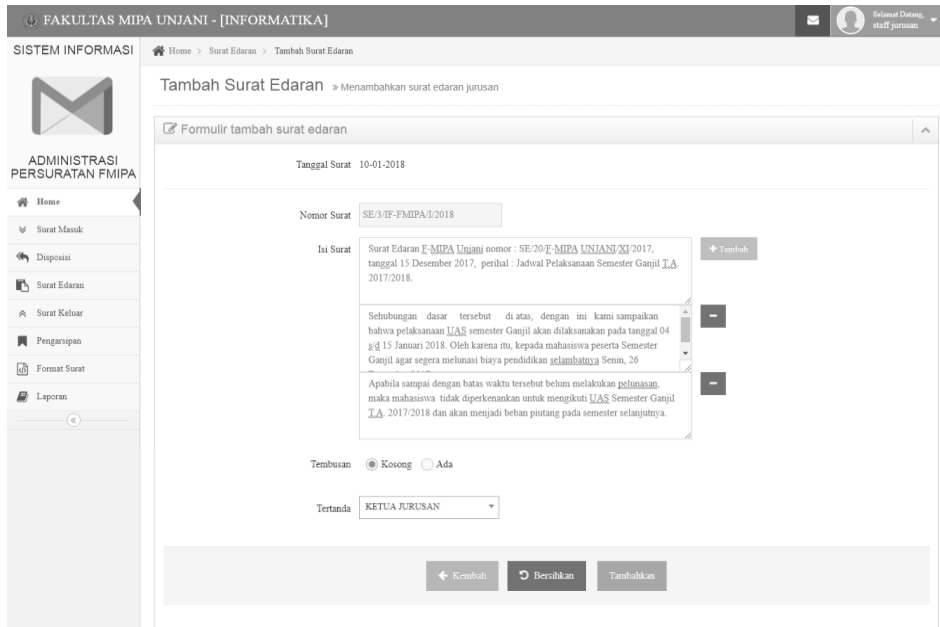 FAKULTAS MIPA UNJANI - [INFORMATIKA]
Selamat Datang,
staff jurusan
SISTEM INFORMASI
Home > Surat Edaran > Tambah Surat Edaran
Tambah Surat Edaran » Menambahkan surat edaran jurusan
Formulir tambah surat edaran
ADMINISTRASI
PERSURATAN FMIPA
Home
Surat Masuk
Disposisi
Surat Edaran
Surat Keluar
Pengarsipan
Format Surat
Laporan
Tanggal Surat 10-01-2018
Nomor Surat SE/3/IF-FMIPA/I/2018
Isi Surat
Surat Edaran F-MIPA Unjani nomor : SE/20/F-MIPA UNJANI/XI/2017,
tanggal 15 Desember 2017, perihal : Jadwal Pelaksanaan Semester Ganjil T.A.
2017/2018.
+ Tambah
Sehubungan dasar tersebut di atas, dengan ini kami sampaikan
bahwa pelaksanaan UAS semester Ganjil akan dilaksanakan pada tanggal 04
s/d 15 Januari 2018. Oleh karena itu, kepada mahasiswa peserta Semester
Ganjil agar segera melunasi biaya pendidikan selambatnya Senin, 26
Apabila sampai dengan batas waktu tersebut belum melakukan pelunasan,
maka mahasiswa tidak diperkenankan untuk mengikuti UAS Semester Ganjil
T.A. 2017/2018 dan akan menjadi beban piutang pada semester selanjutnya.
Tembusan Kosong Ada
Tertanda KETUA JURUSAN
Kembali
Bersihkan
Tambahkan